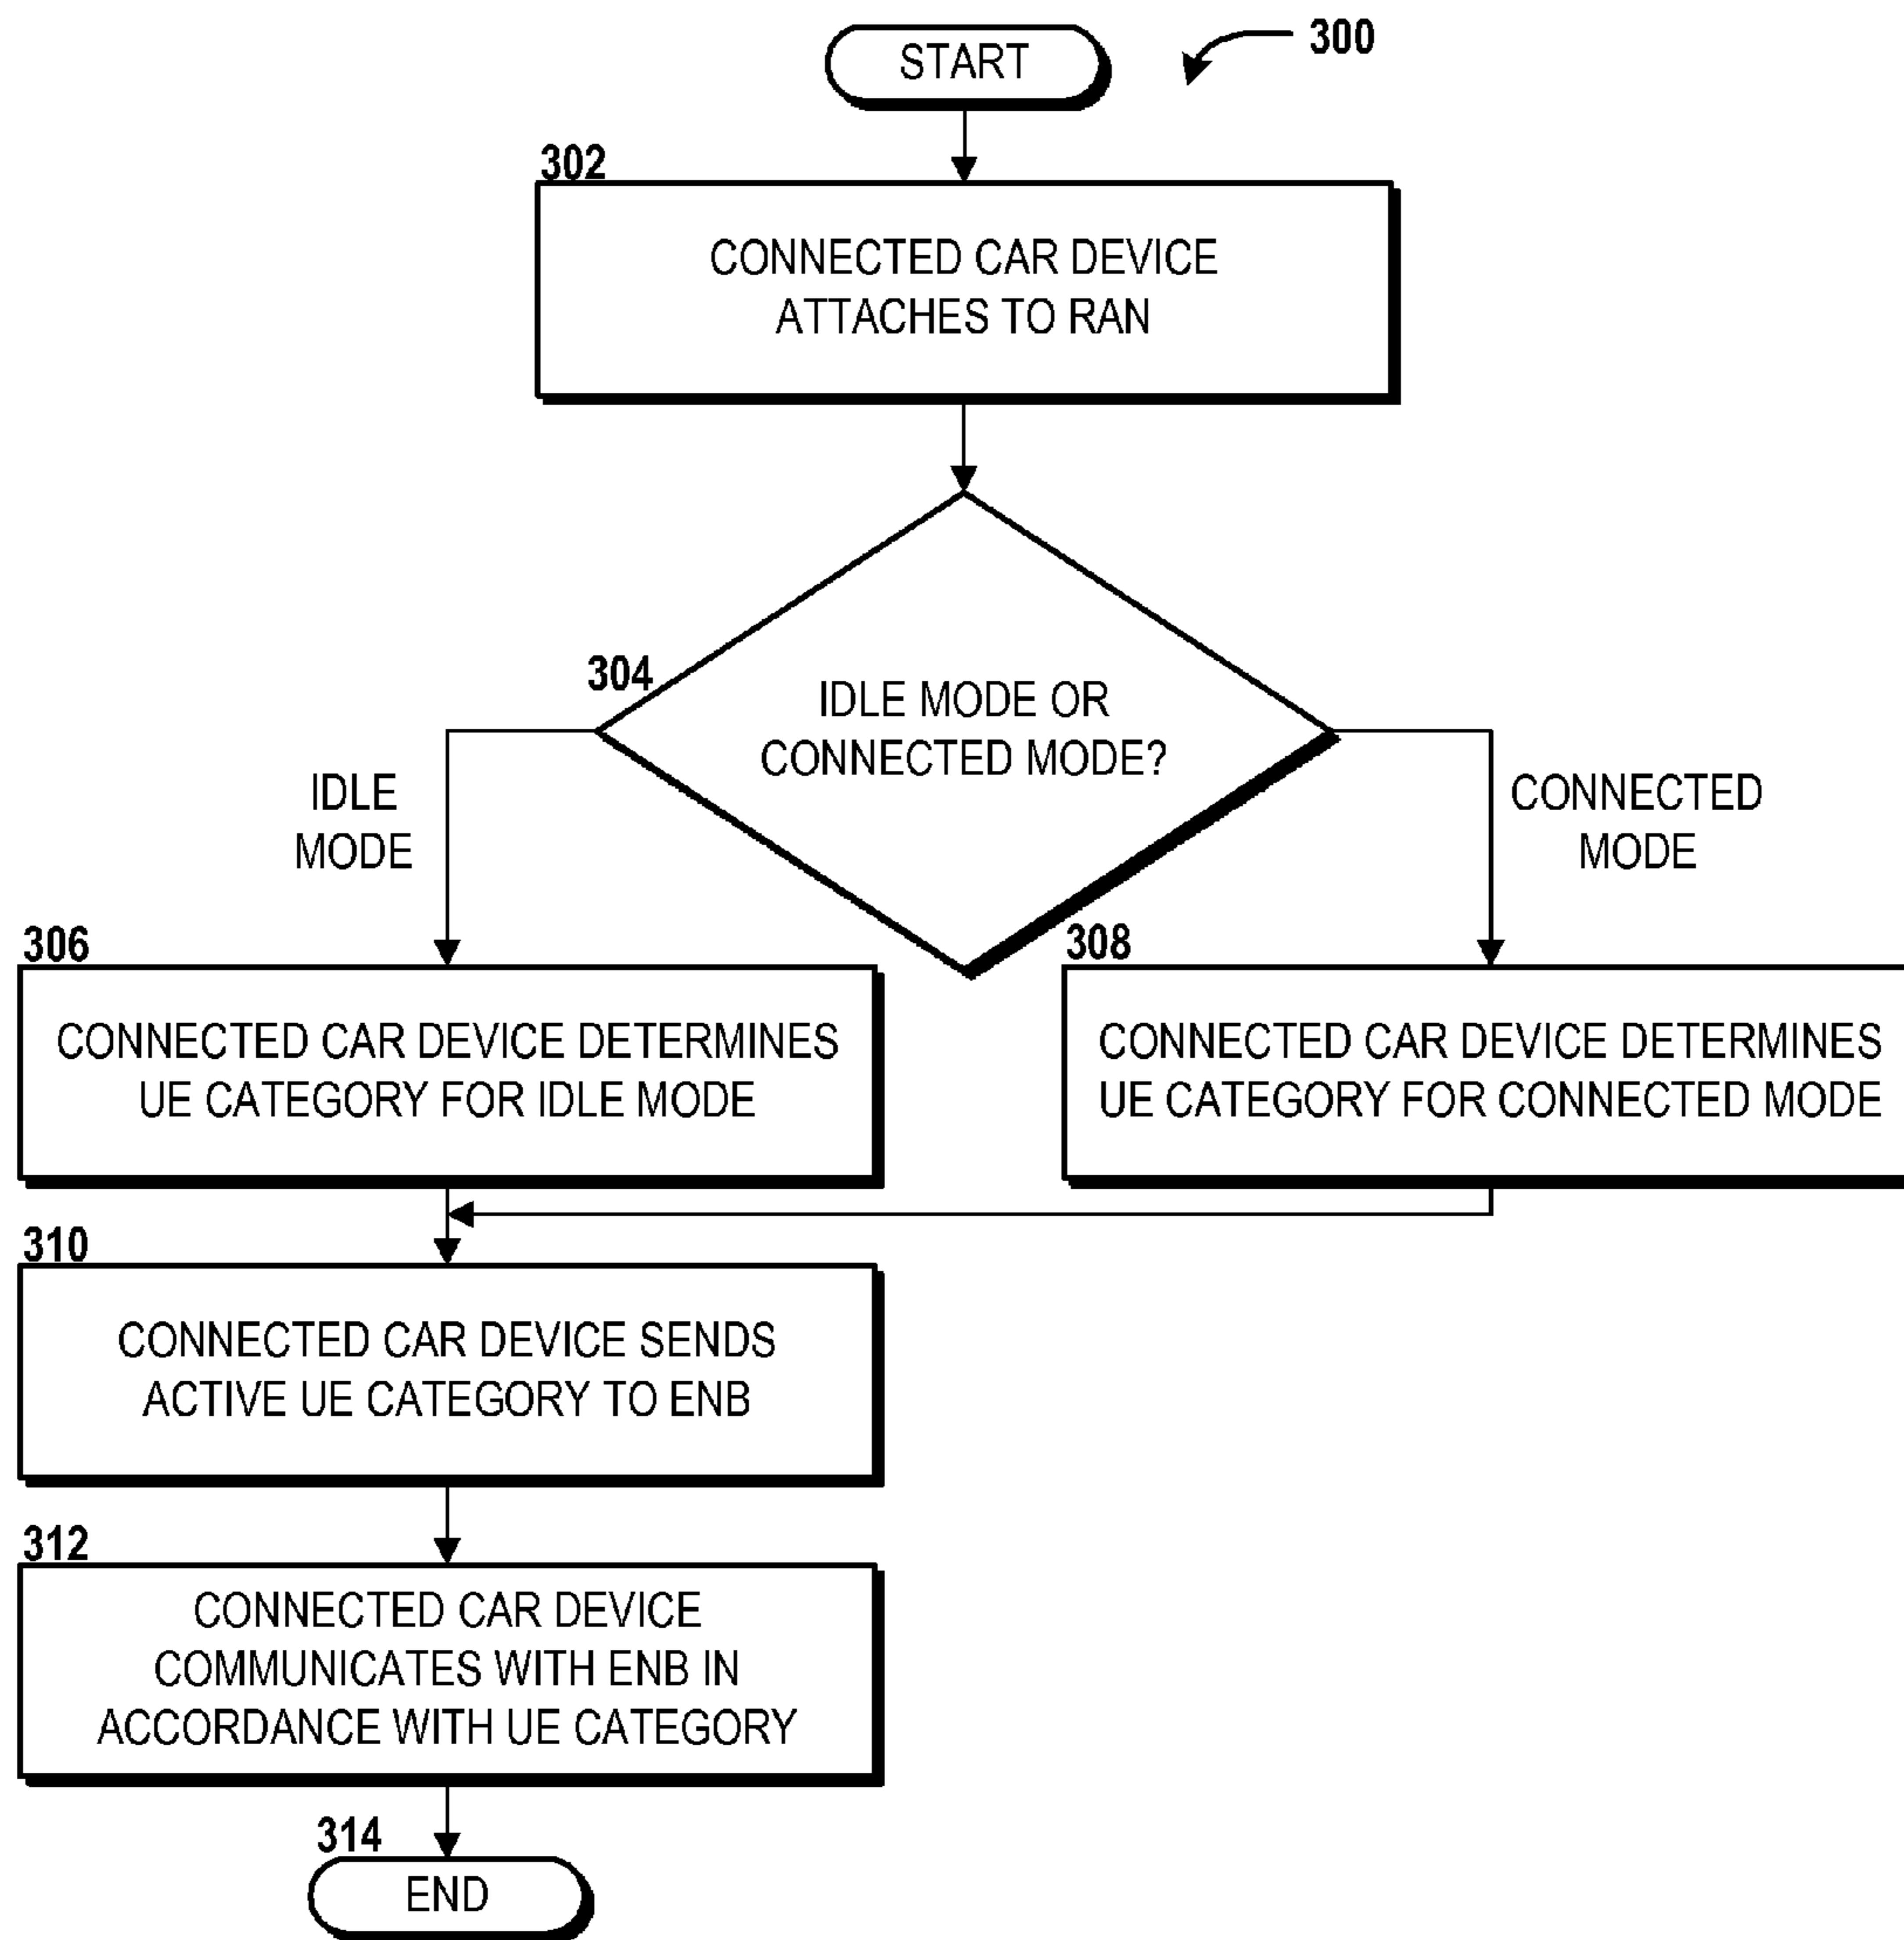 START
300
302
CONNECTED CAR DEVICE
ATTACHES TO RAN
304
IDLE MODE OR
CONNECTED MODE?
IDLE
MODE
CONNECTED
MODE
306
CONNECTED CAR DEVICE DETERMINES
UE CATEGORY FOR IDLE MODE
308
CONNECTED CAR DEVICE DETERMINES
UE CATEGORY FOR CONNECTED MODE
310
CONNECTED CAR DEVICE SENDS
ACTIVE UE CATEGORY TO ENB
312
CONNECTED CAR DEVICE
COMMUNICATES WITH ENB IN
ACCORDANCE WITH UE CATEGORY
314
END